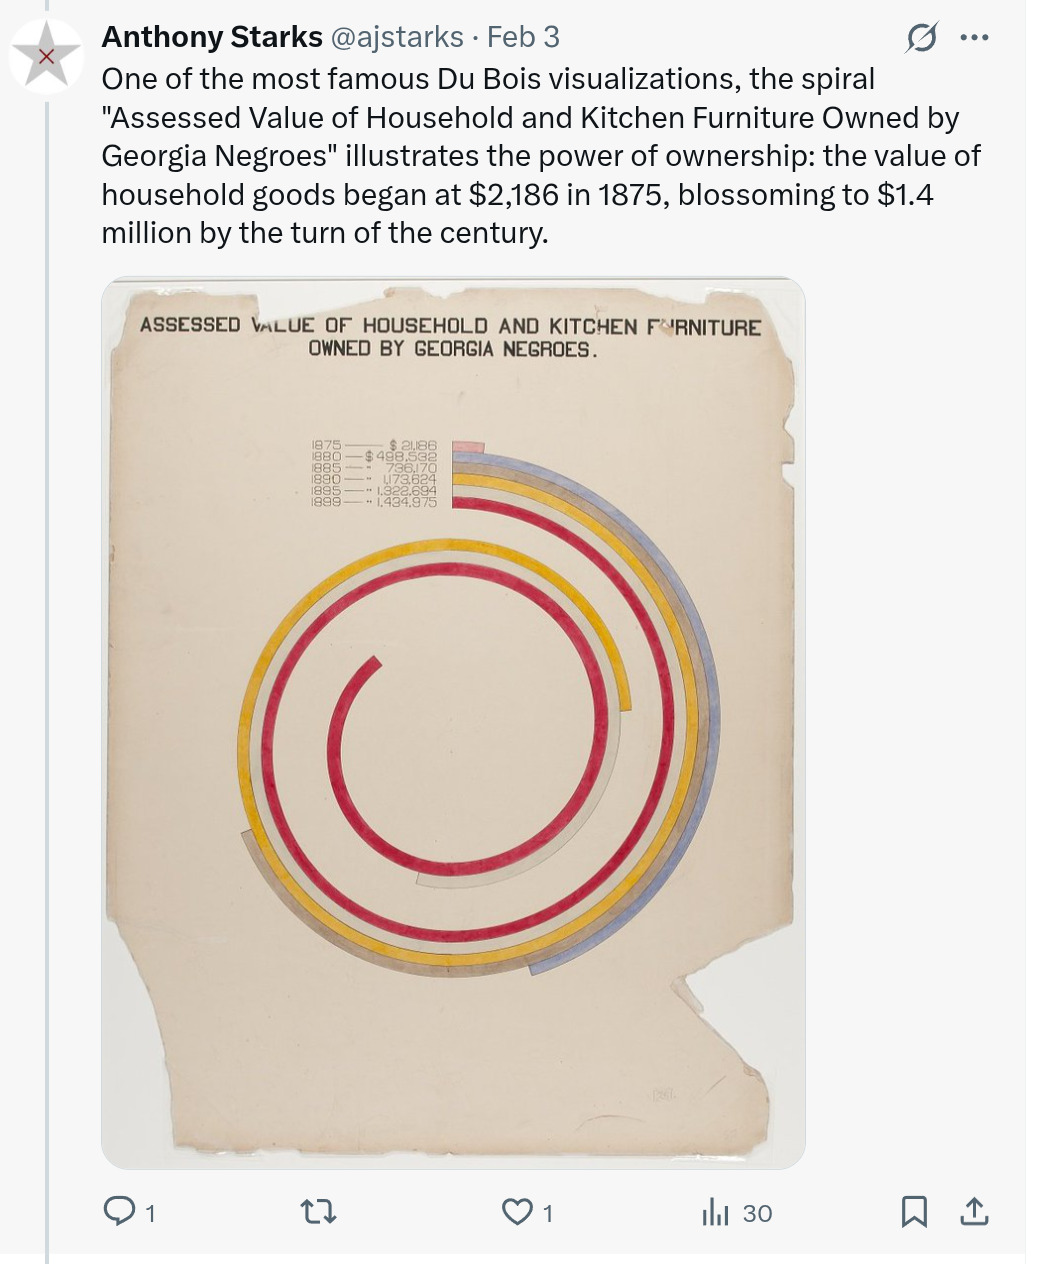 Anthony Starks @ajstarks · Feb 3
One of the most famous Du Bois visualizations, the spiral
"Assessed Value of Household and Kitchen Furniture Owned by
Georgia Negroes" illustrates the power of ownership: the value of
household goods began at $2,186 in 1875, blossoming to $1.4
million by the turn of the century.
ASSESSED VALUE OF HOUSEHOLD AND KITCHEN FURNITURE
OWNED BY GEORGIA NEGROES.
1875 —— $ 21,186
1880 — $ 498,532
1885 — " 736,170
1890 — " 1,173,624
1895 — " 1,322,694
1899 — " 1,434,975
1 1 30